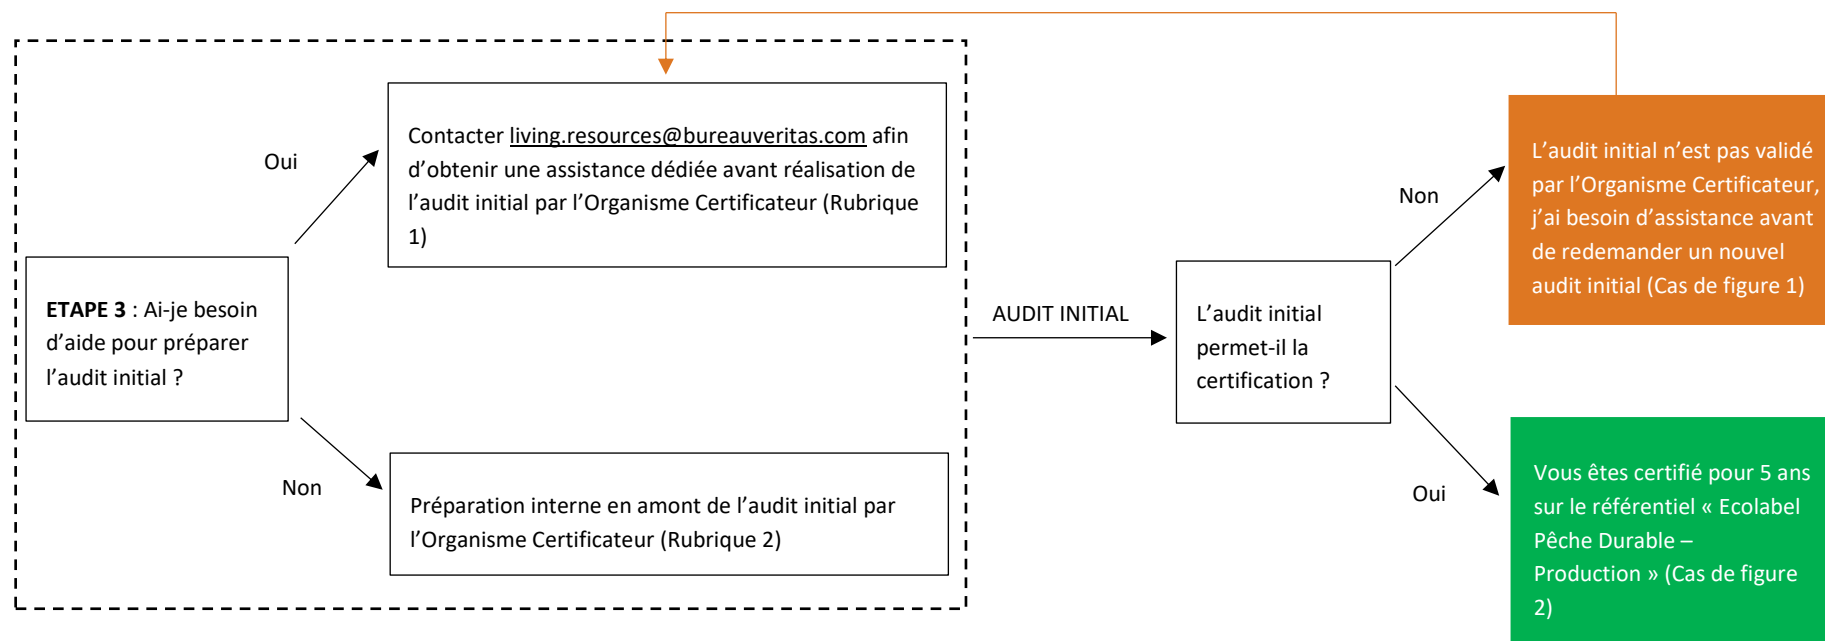 Oui
Contacter living.resources@bureauveritas.com afin
d’obtenir une assistance dédiée avant réalisation de
l’audit initial par l’Organisme Certificateur (Rubrique
1)
ETAPE 3 : Ai-je besoin
d’aide pour préparer
l’audit initial ?
Non
Préparation interne en amont de l’audit initial par
l’Organisme Certificateur (Rubrique 2)
AUDIT INITIAL
L’audit initial
permet-il la
certification ?
Non
L’audit initial n’est pas validé
par l’Organisme Certificateur,
j’ai besoin d’assistance avant
de redemander un nouvel
audit initial (Cas de figure 1)
Oui
Vous êtes certifié pour 5 ans
sur le référentiel « Ecolabel
Pêche Durable –
Production » (Cas de figure
2)